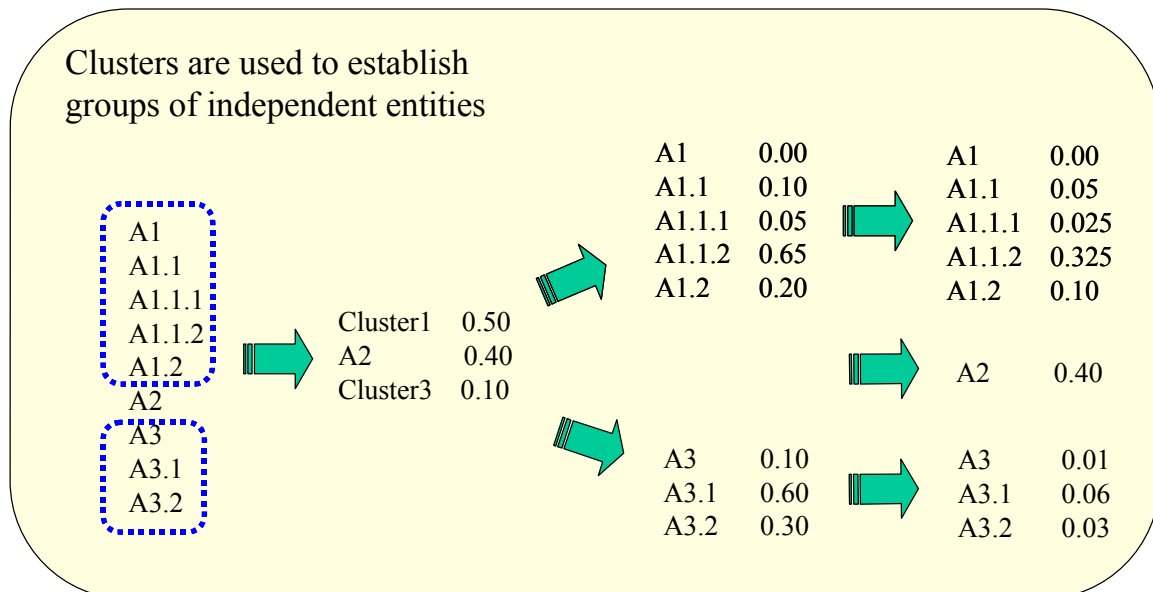 Clusters are used to establish
groups of independent entities
A1
A1.1
A1.1.1
A1.1.2
A1.2
A2
A3
A3.1
A3.2
Cluster1 0.50
A2 0.40
Cluster3 0.10
A1 0.00
A1.1 0.10
A1.1.1 0.05
A1.1.2 0.65
A1.2 0.20
A3 0.10
A3.1 0.60
A3.2 0.30
A1 0.00
A1.1 0.05
A1.1.1 0.025
A1.1.2 0.325
A1.2 0.10
A2 0.40
A3 0.01
A3.1 0.06
A3.2 0.03